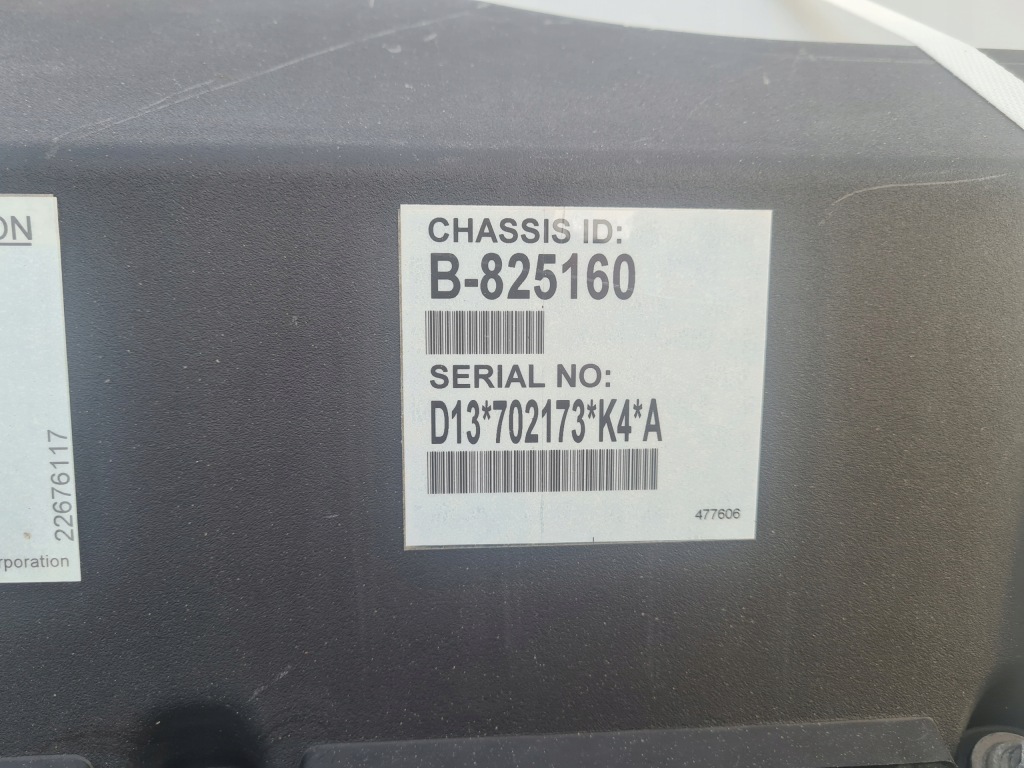 ON
22676117
rporation
CHASSIS ID:
B-825160
SERIAL NO:
D13*702173*K4*A
477606